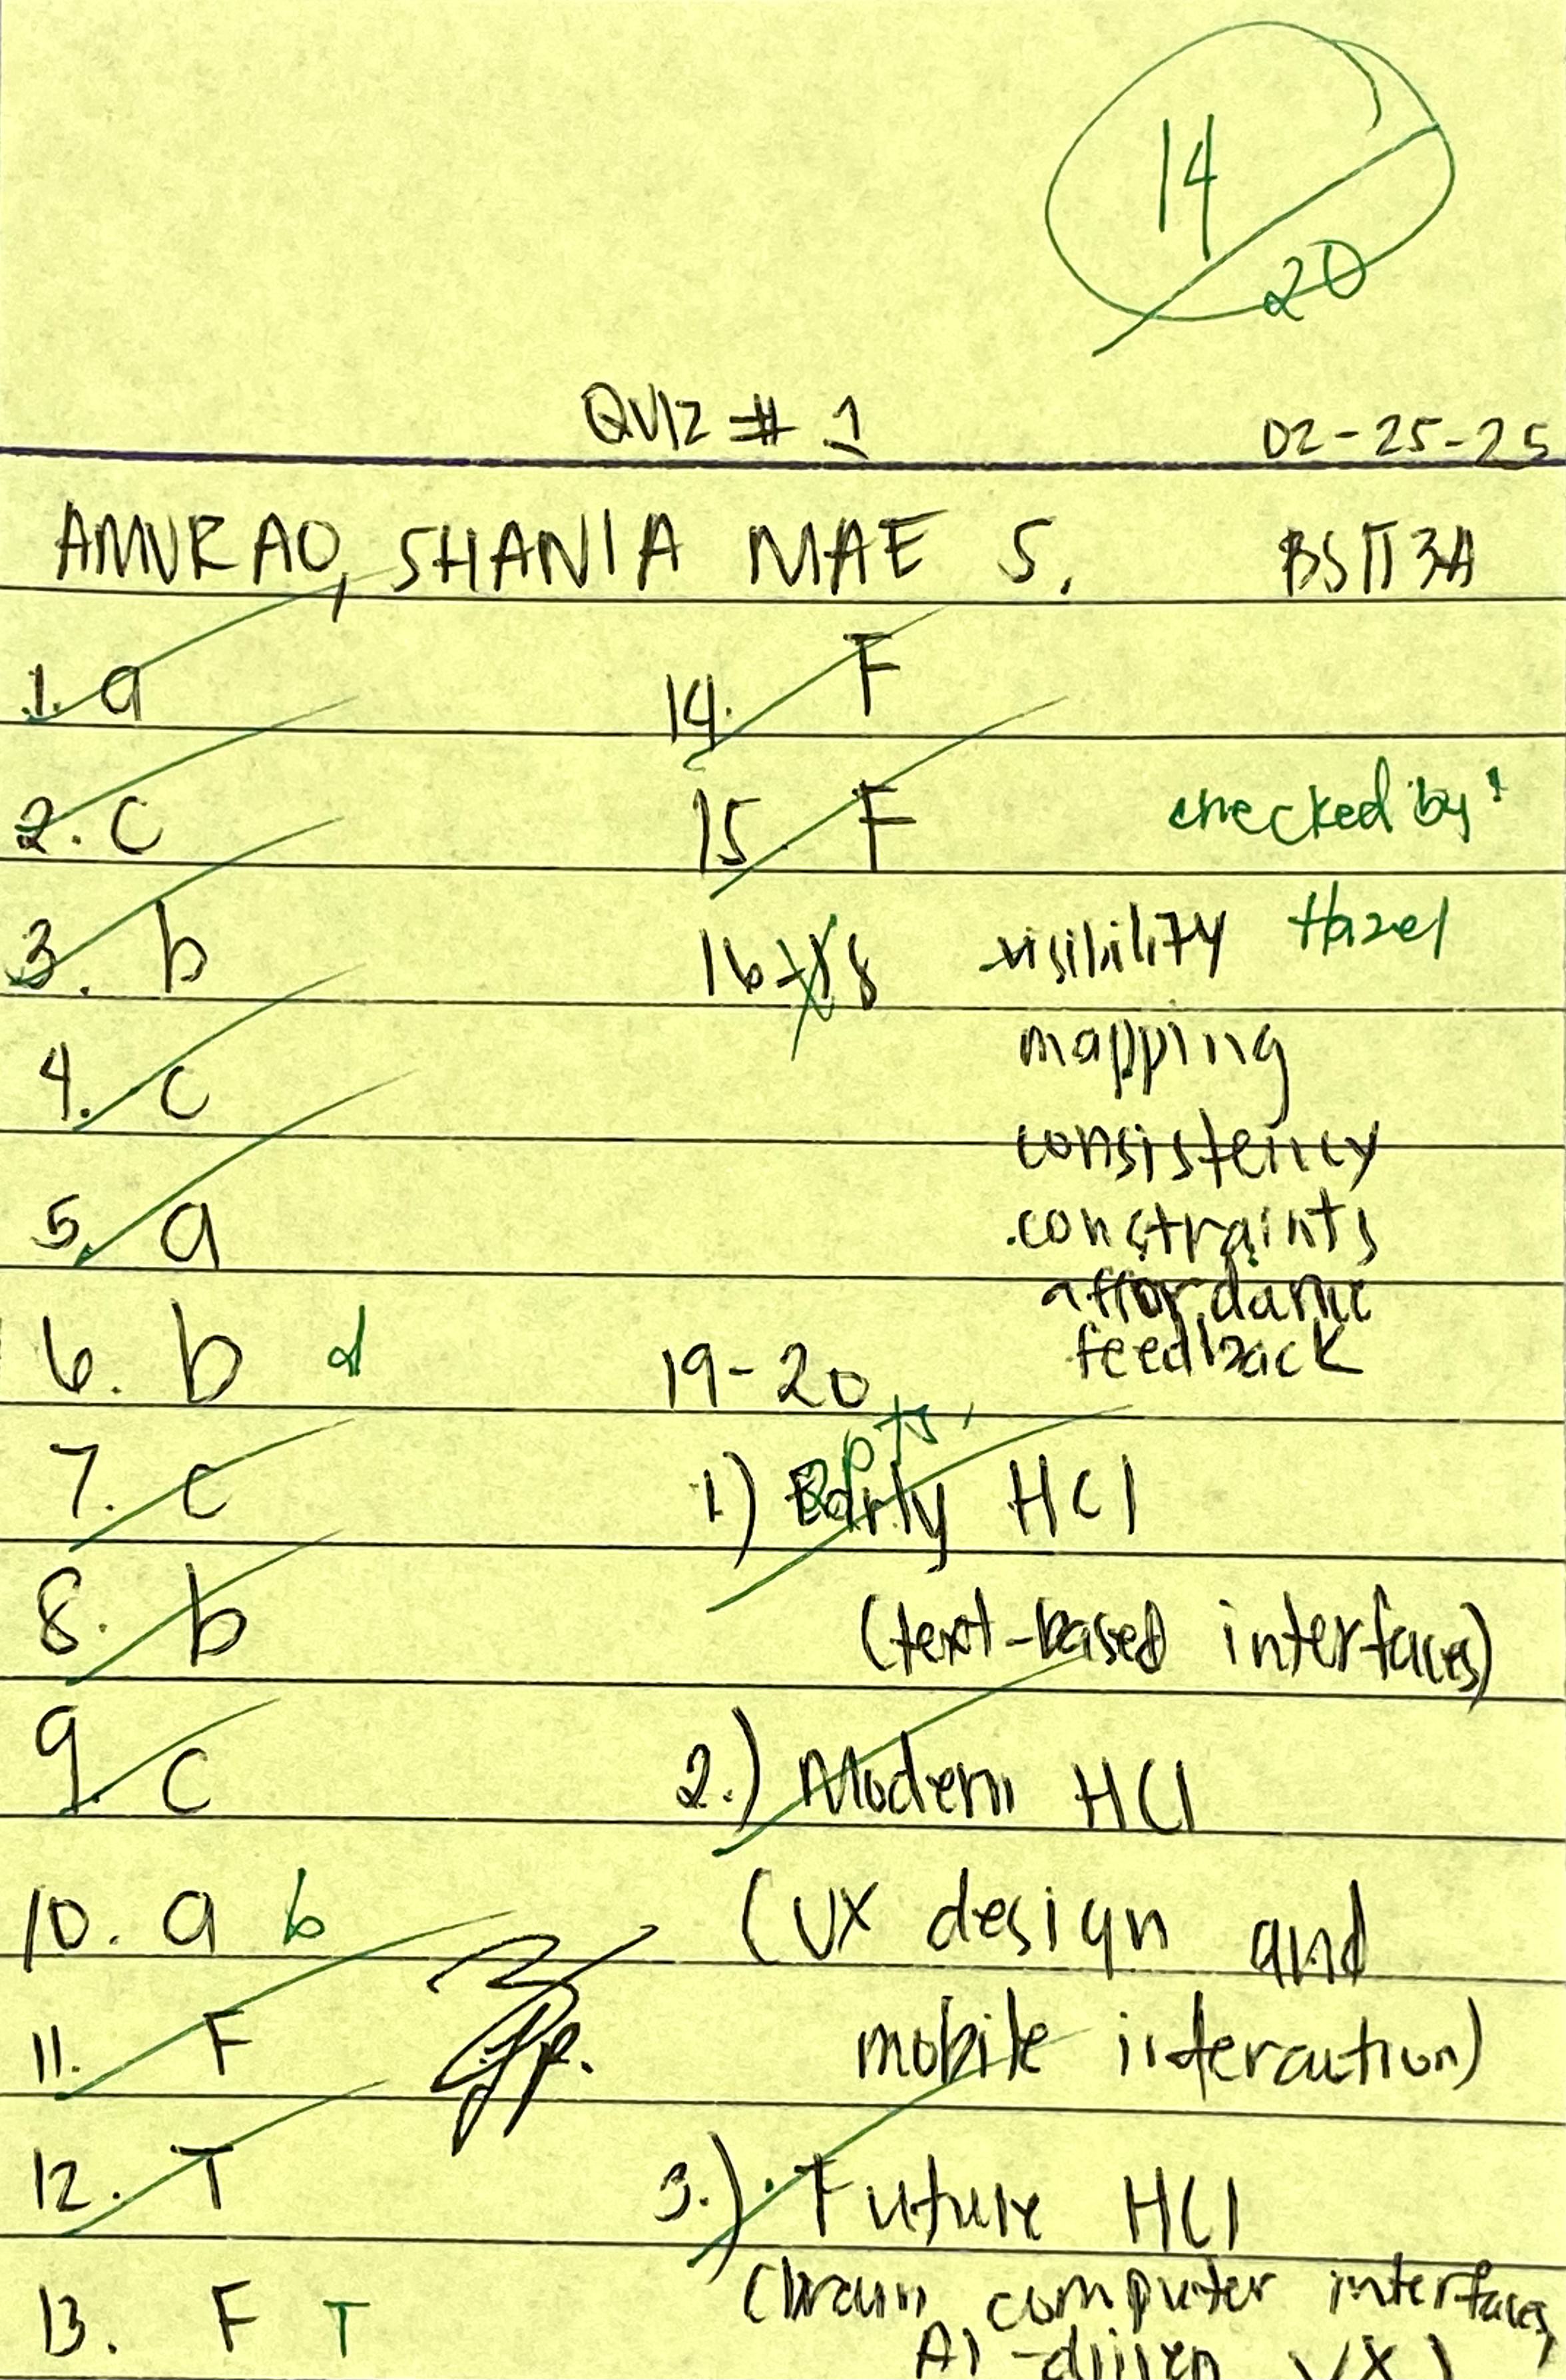 14
20
QUIZ # 1 02-25-25
AMURAO, SHANIA MAE S. BSIT3A
1. a
2. c
3. b
4. c
5. a
6. b d
7. c
8. b
9. c
10. a b
11. F
12. T
13. F T
14. F
15. F
checked by:
Hazel
16-18 visibility
mapping
consistency
constraints
affordance
feedback
19-20
2pts.
1) Early HCI
(text-based interfaces)
2.) Modern HCI
(UX design and
mobile interaction)
3.) Future HCI
(brain computer interfaces,
AI-driven UX)